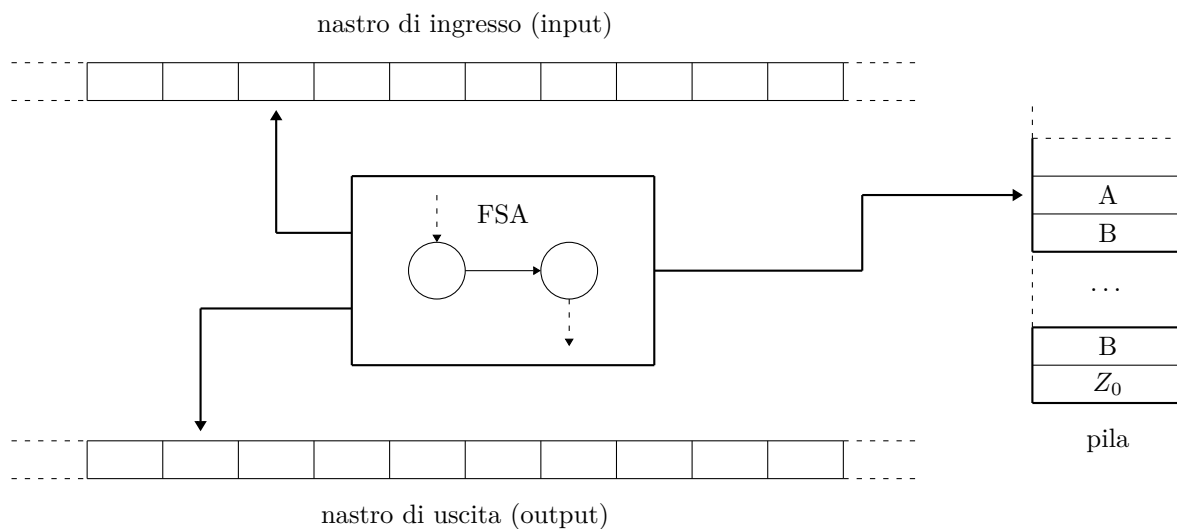 nastro di ingresso (input)
FSA
A
B
...
B
Z₀
pila
nastro di uscita (output)